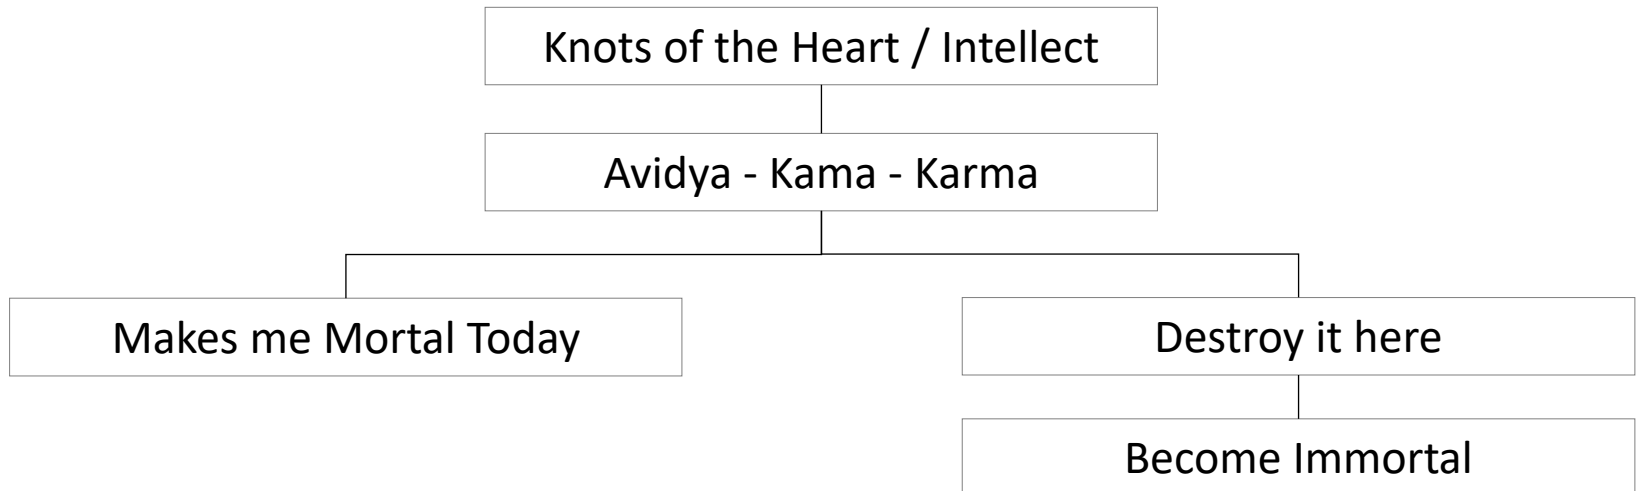 Knots of the Heart / Intellect
Avidya - Kama - Karma
Makes me Mortal Today
Destroy it here
Become Immortal